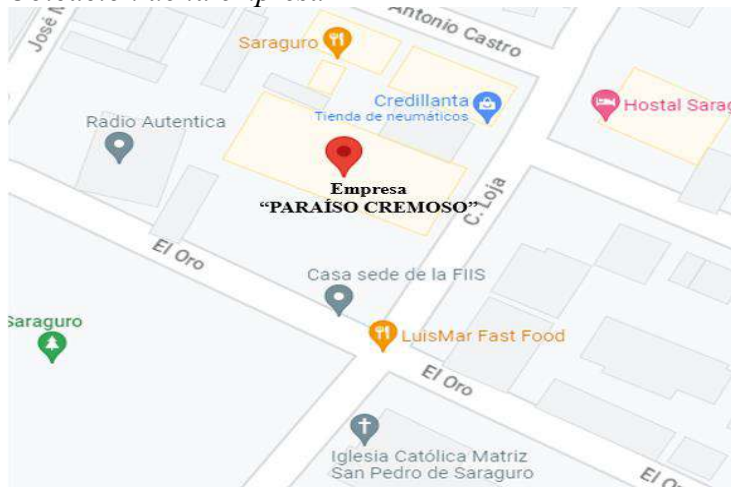 Antonio Castro
Saraguro
Credillanta
Tienda de neumáticos
Hostal Sarag
Radio Autentica
Empresa
“PARAÍSO CREMOSO”
C. Loja
El Oro
Casa sede de la FIIS
Saraguro
LuisMar Fast Food
El Oro
Iglesia Católica Matriz
San Pedro de Saraguro
El O